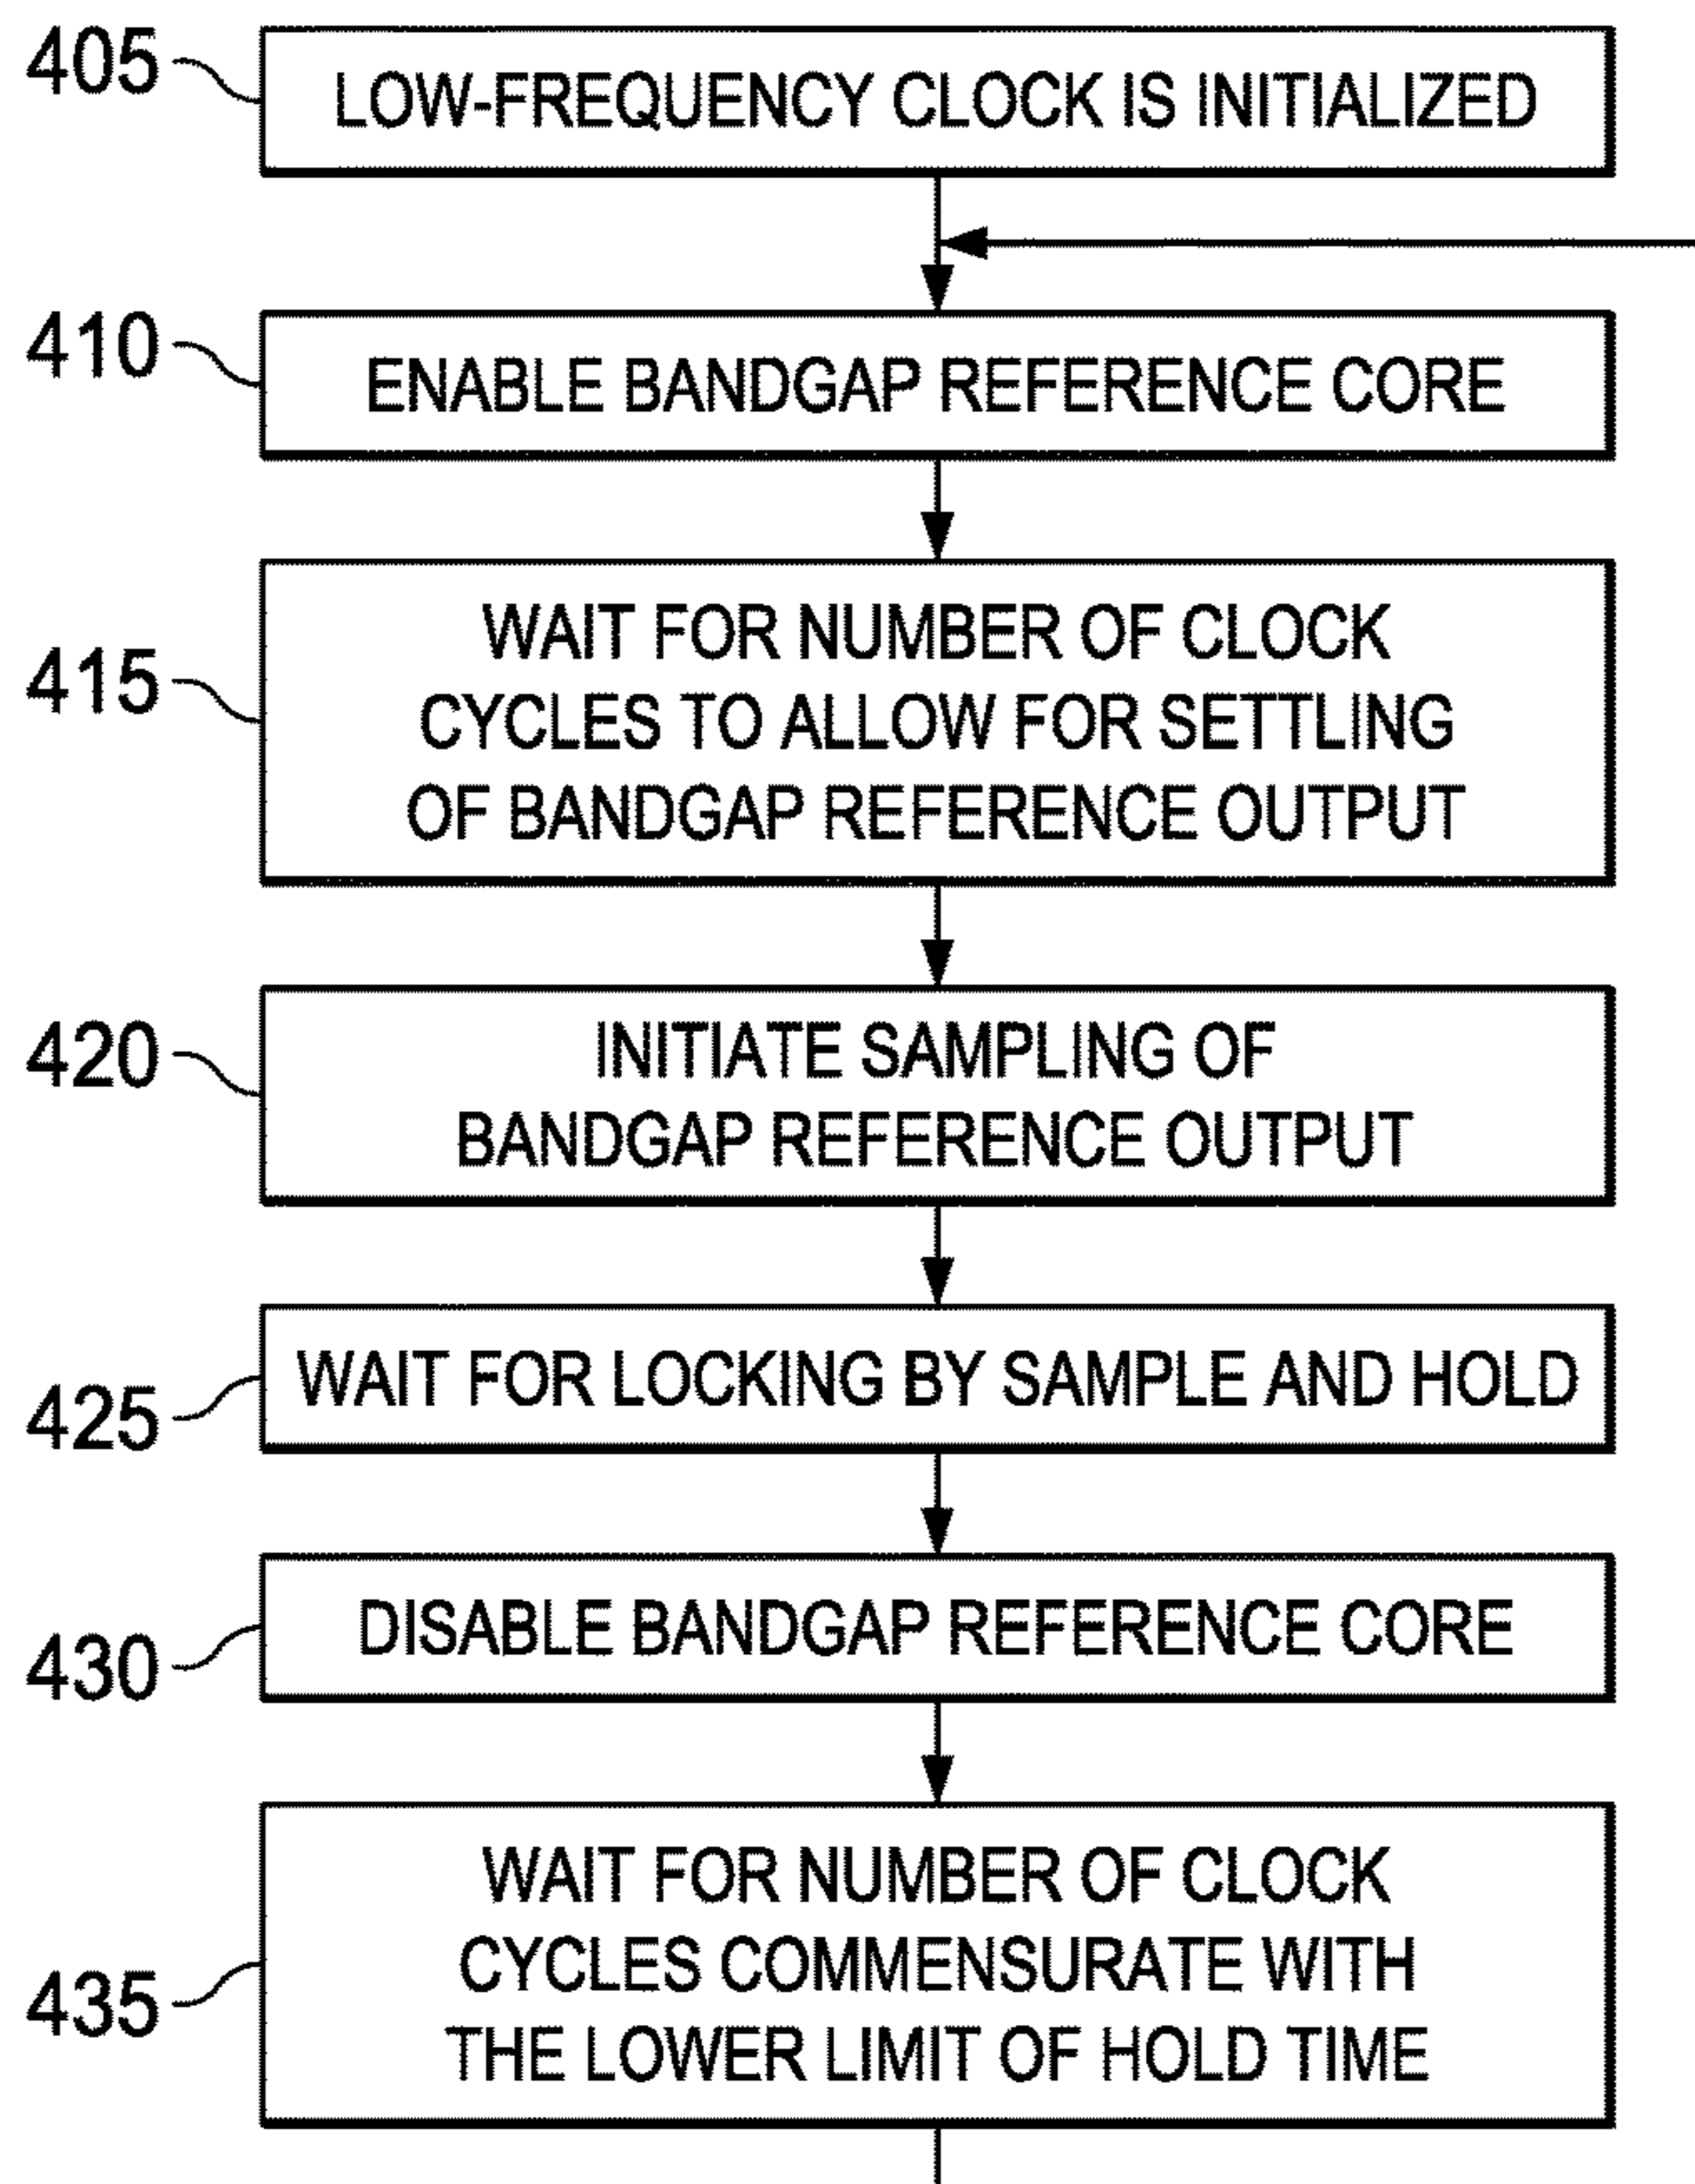 405
LOW-FREQUENCY CLOCK IS INITIALIZED
410
ENABLE BANDGAP REFERENCE CORE
415
WAIT FOR NUMBER OF CLOCK
CYCLES TO ALLOW FOR SETTLING
OF BANDGAP REFERENCE OUTPUT
420
INITIATE SAMPLING OF
BANDGAP REFERENCE OUTPUT
425
WAIT FOR LOCKING BY SAMPLE AND HOLD
430
DISABLE BANDGAP REFERENCE CORE
435
WAIT FOR NUMBER OF CLOCK
CYCLES COMMENSURATE WITH
THE LOWER LIMIT OF HOLD TIME